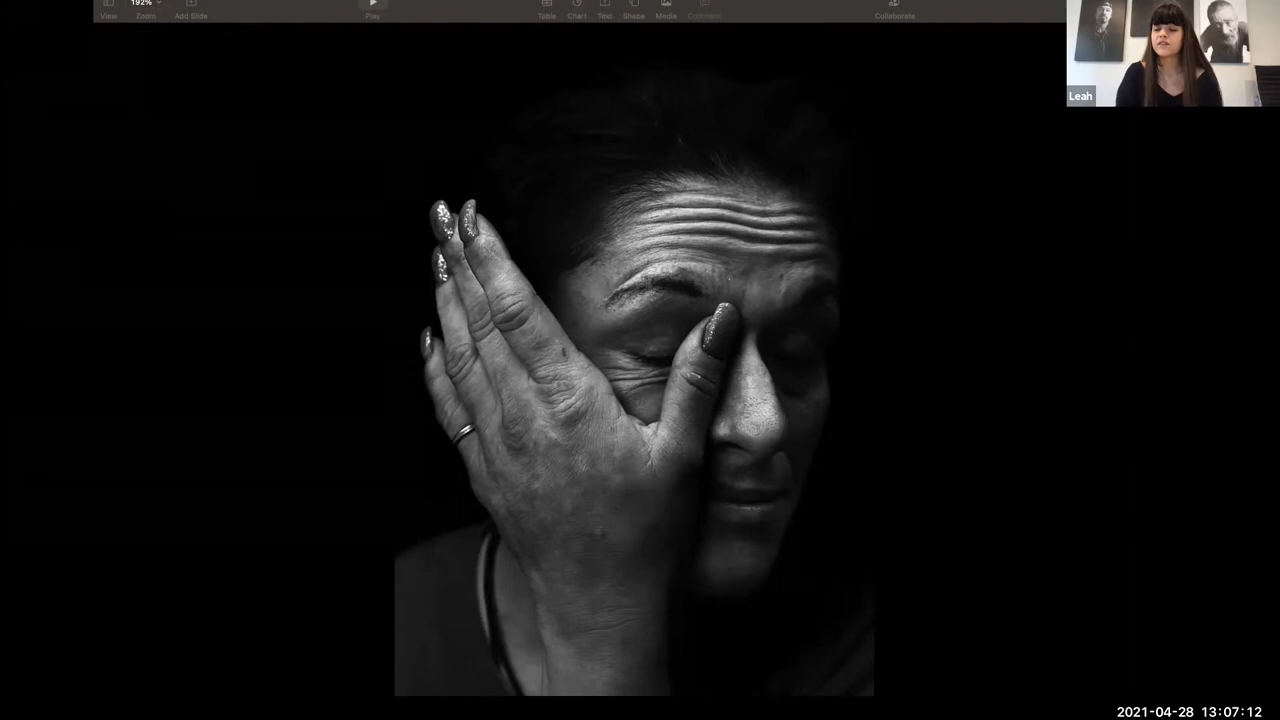 192%
View Zoom Add Slide Play Table Chart Text Shape Media Comment Collaborate
Leah
2021-04-28 13:07:12